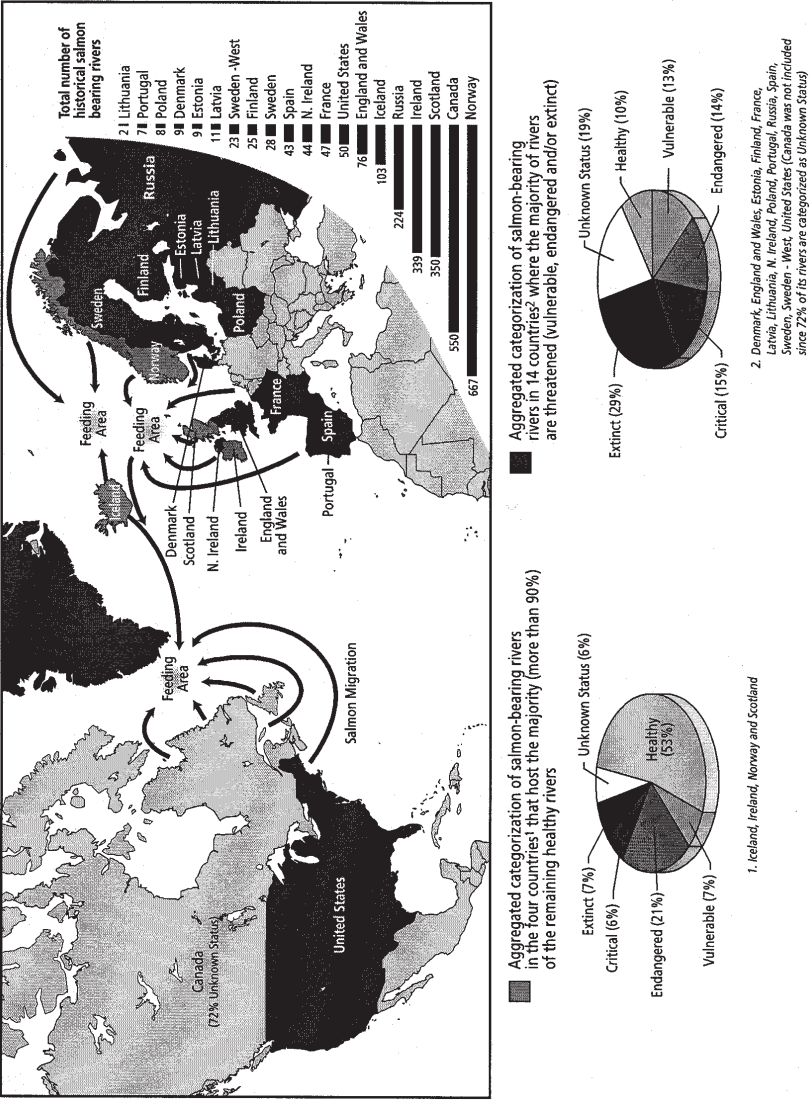 Total number of
historical salmon
bearing rivers
2 Lithuania
7 Portugal
8 Poland
9 Denmark
9 Estonia
11 Latvia
23 Sweden -West
25 Finland
28 Sweden
43 Spain
44 N. Ireland
47 France
50 United States
76 England and Wales
103 Iceland
224 Russia
339 Ireland
350 Scotland
550 Canada
667 Norway
Canada
(72% Unknown Status)
United States
Feeding
Area
Salmon Migration
Iceland
Feeding
Area
Feeding
Area
Denmark
Scotland
N. Ireland
Ireland
England
and Wales
Portugal
Spain
France
Norway
Sweden
Finland
Russia
Estonia
Latvia
Lithuania
Poland
Aggregated categorization of salmon-bearing rivers
in the four countries1 that host the majority (more than 90%)
of the remaining healthy rivers
Unknown Status (6%)
Extinct (7%)
Critical (6%)
Endangered (21%)
Vulnerable (7%)
Healthy
(53%)
1. Iceland, Ireland, Norway and Scotland
Aggregated categorization of salmon-bearing
rivers in 14 countries2 where the majority of rivers
are threatened (vulnerable, endangered and/or extinct)
Unknown Status (19%)
Healthy (10%)
Vulnerable (13%)
Endangered (14%)
Critical (15%)
Extinct (29%)
2. Denmark, England and Wales, Estonia, Finland, France,
Latvia, Lithuania, N. Ireland, Poland, Portugal, Russia, Spain,
Sweden, Sweden - West, United States (Canada was not included
since 72% of its rivers are categorized as Unknown Status)